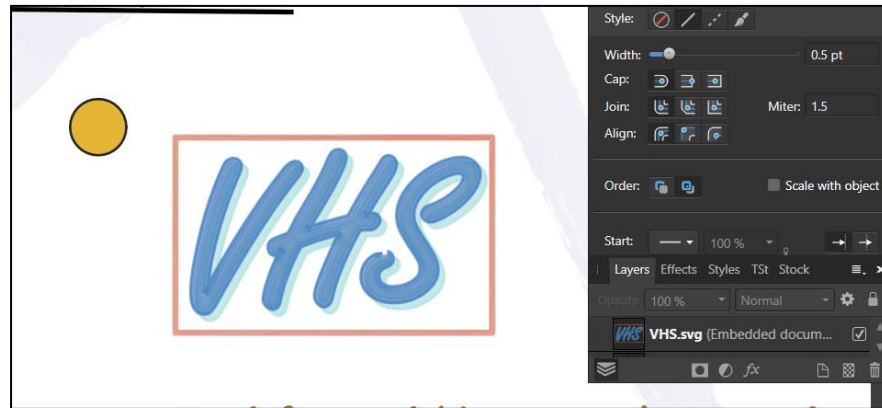 Style:
Width: 0.5 pt
Cap:
Join: Miter: 1.5
Align:
Order: Scale with object
Start: 100 %
Layers Effects Styles TSt Stock
Opacity: 100 % Normal
VHS.svg (Embedded docum...
VHS